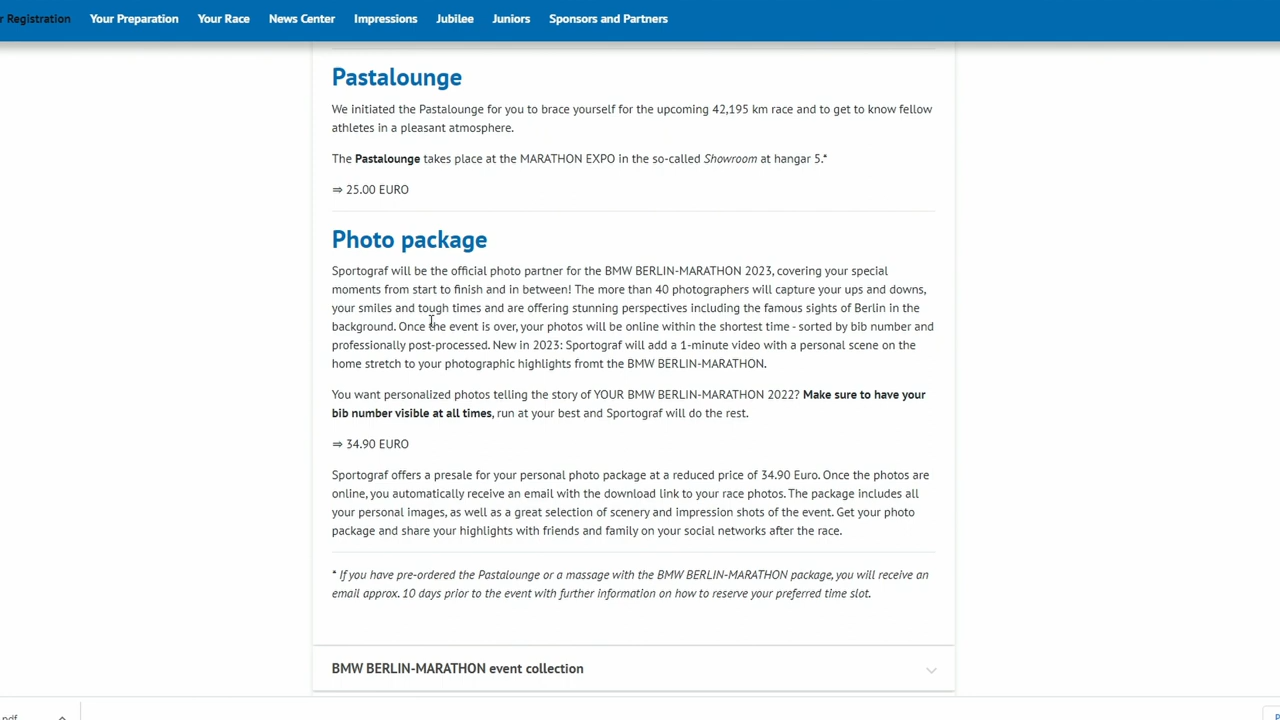 r Registration Your Preparation Your Race News Center Impressions Jubilee Juniors Sponsors and Partners
Pastalounge
We initiated the Pastalounge for you to brace yourself for the upcoming 42,195 km race and to get to know fellow
athletes in a pleasant atmosphere.
The Pastalounge takes place at the MARATHON EXPO in the so-called Showroom at hangar 5.*
⇒ 25.00 EURO
Photo package
Sportograf will be the official photo partner for the BMW BERLIN-MARATHON 2023, covering your special
moments from start to finish and in between! The more than 40 photographers will capture your ups and downs,
your smiles and tough times and are offering stunning perspectives including the famous sights of Berlin in the
background. Once the event is over, your photos will be online within the shortest time - sorted by bib number and
professionally post-processed. New in 2023: Sportograf will add a 1-minute video with a personal scene on the
home stretch to your photographic highlights fromt the BMW BERLIN-MARATHON.
You want personalized photos telling the story of YOUR BMW BERLIN-MARATHON 2022? Make sure to have your
bib number visible at all times, run at your best and Sportograf will do the rest.
⇒ 34.90 EURO
Sportograf offers a presale for your personal photo package at a reduced price of 34.90 Euro. Once the photos are
online, you automatically receive an email with the download link to your race photos. The package includes all
your personal images, as well as a great selection of scenery and impression shots of the event. Get your photo
package and share your highlights with friends and family on your social networks after the race.
* If you have pre-ordered the Pastalounge or a massage with the BMW BERLIN-MARATHON package, you will receive an
email approx. 10 days prior to the event with further information on how to reserve your preferred time slot.
BMW BERLIN-MARATHON event collection
.pdf